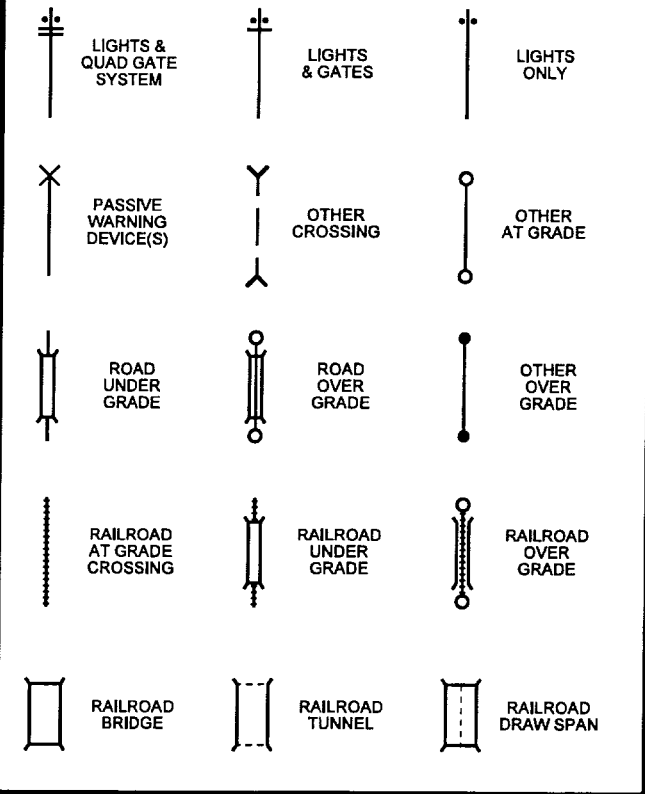 LIGHTS &
QUAD GATE
SYSTEM
LIGHTS
& GATES
LIGHTS
ONLY
PASSIVE
WARNING
DEVICE(S)
OTHER
CROSSING
OTHER
AT GRADE
ROAD
UNDER
GRADE
ROAD
OVER
GRADE
OTHER
OVER
GRADE
RAILROAD
AT GRADE
CROSSING
RAILROAD
UNDER
GRADE
RAILROAD
OVER
GRADE
RAILROAD
BRIDGE
RAILROAD
TUNNEL
RAILROAD
DRAW SPAN